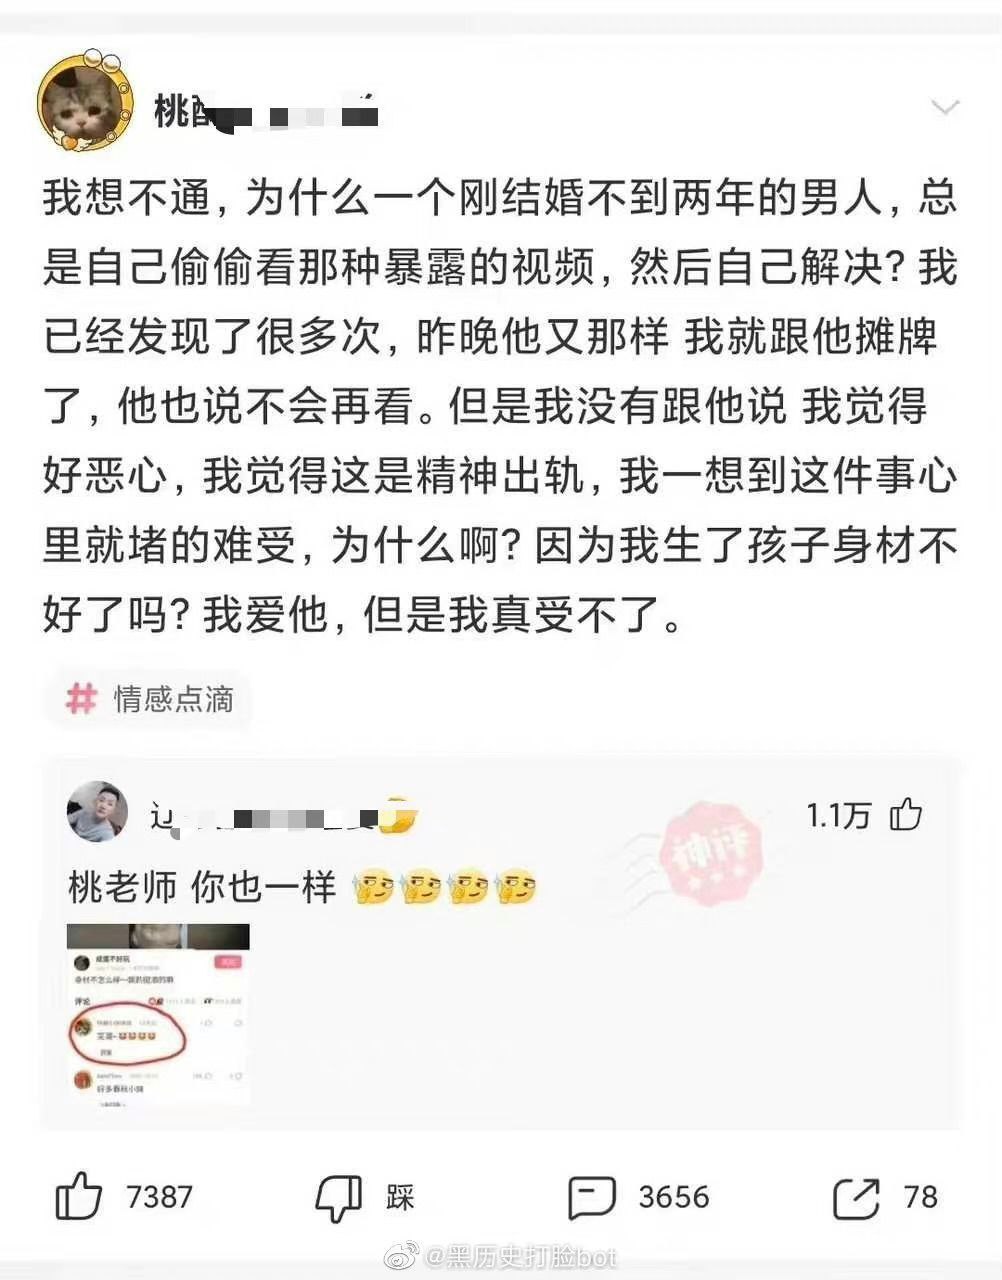 桃
我想不通，为什么一个刚结婚不到两年的男人，总
是自己偷偷看那种暴露的视频，然后自己解决？我
已经发现了很多次，昨晚他又那样 我就跟他摊牌
了，他也说不会再看。但是我没有跟他说 我觉得
好恶心，我觉得这是精神出轨，我一想到这件事心
里就堵的难受，为什么啊？因为我生了孩子身材不
好了吗？我爱他，但是我真受不了。
# 情感点滴
1.1万
神评
桃老师 你也一样
评论
7387
踩
3656
78
@黑历史打脸bot